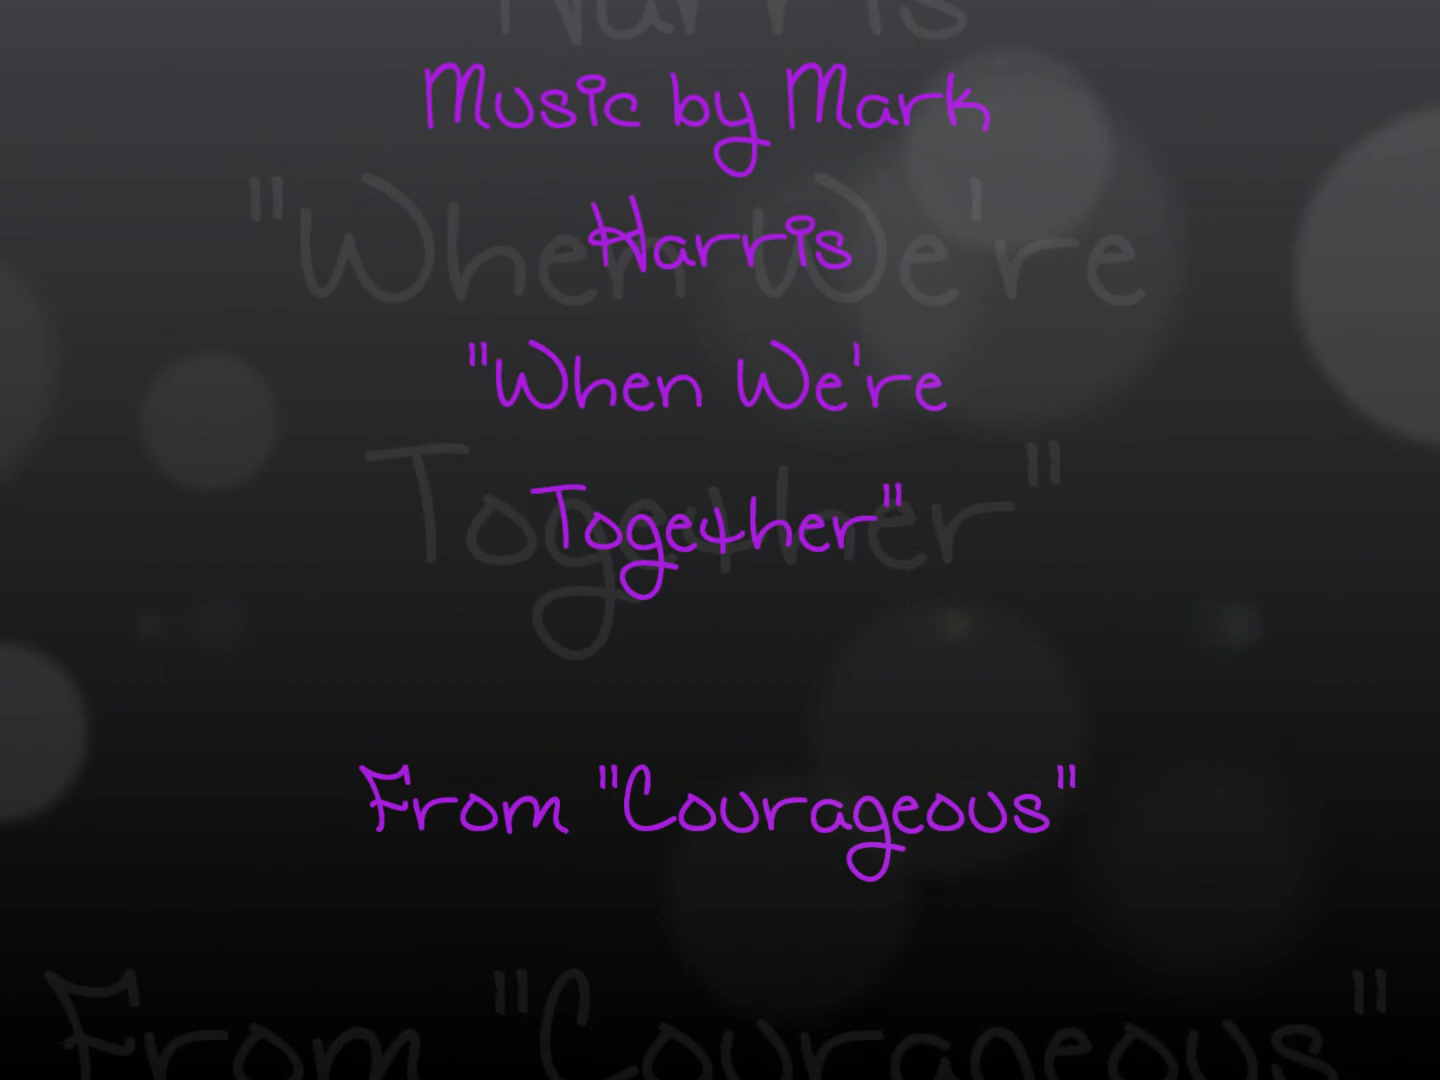 Music by Mark
Harris
"When We're
Together"
From "Courageous"